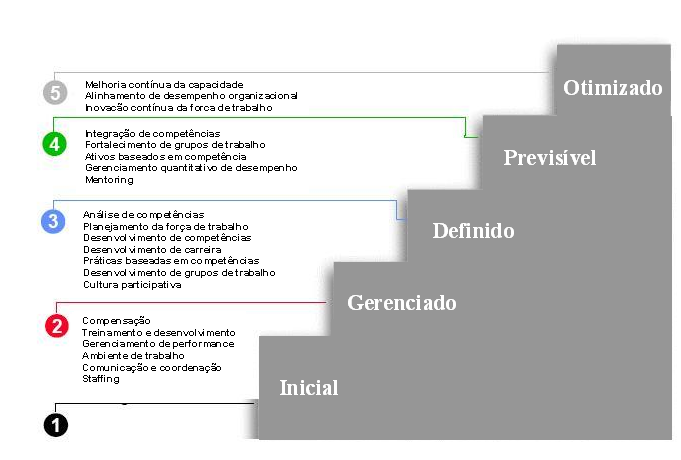 5
Melhoria contínua da capacidade
Alinhamento de desempenho organizacional
Inovacão contínua da forca de trabalho
Otimizado
4
Integração de competências
Fortalecimento de grupos de trabalho
Ativos baseados em competência
Gerenciamento quantitativo de desempenho
Mentoring
Previsível
3
Análise de competências
Planejamento da força de trabalho
Desenvolvimento de competências
Desenvolvimento de carreira
Práticas baseadas em competências
Desenvolvimento de grupos de trabalho
Cultura participativa
Definido
2
Compensação
Treinamento e desenvolvimento
Gerenciamento de performance
Ambiente de trabalho
Comunicação e coordenação
Staffing
Gerenciado
1
Inicial